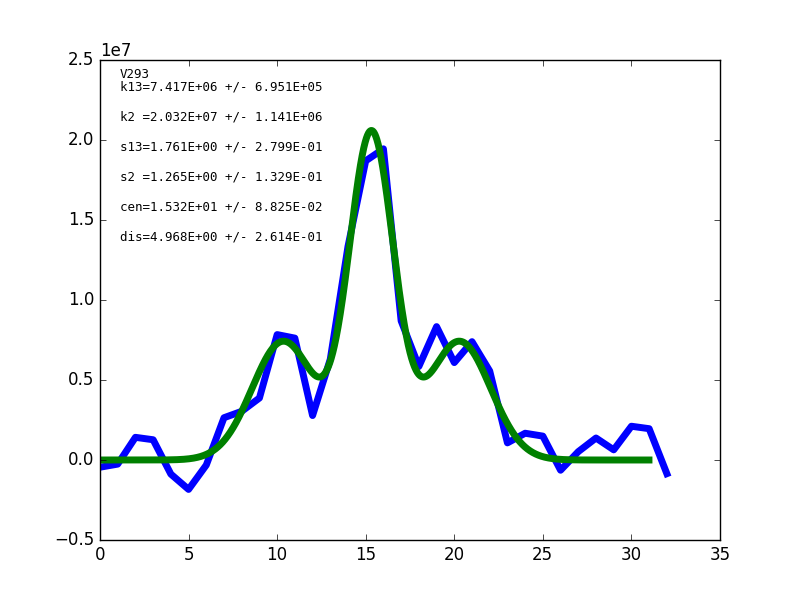 1e7
2.5
2.0
1.5
1.0
0.5
0.0
−0.5
V293
k13=7.417E+06 +/- 6.951E+05
k2 =2.032E+07 +/- 1.141E+06
s13=1.761E+00 +/- 2.799E-01
s2 =1.265E+00 +/- 1.329E-01
cen=1.532E+01 +/- 8.825E-02
dis=4.968E+00 +/- 2.614E-01
0 5 10 15 20 25 30 35